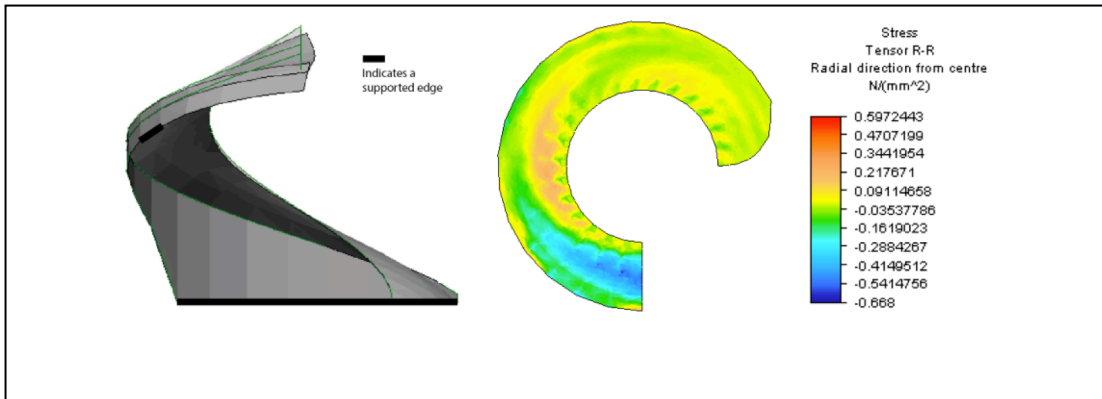 Indicates a
supported edge
Stress
Tensor R-R
Radial direction from centre
N/(mm^2)
0.5972443
0.4707199
0.3441954
0.217671
0.09114658
-0.03537786
-0.1619023
-0.2884267
-0.4149512
-0.5414756
-0.668